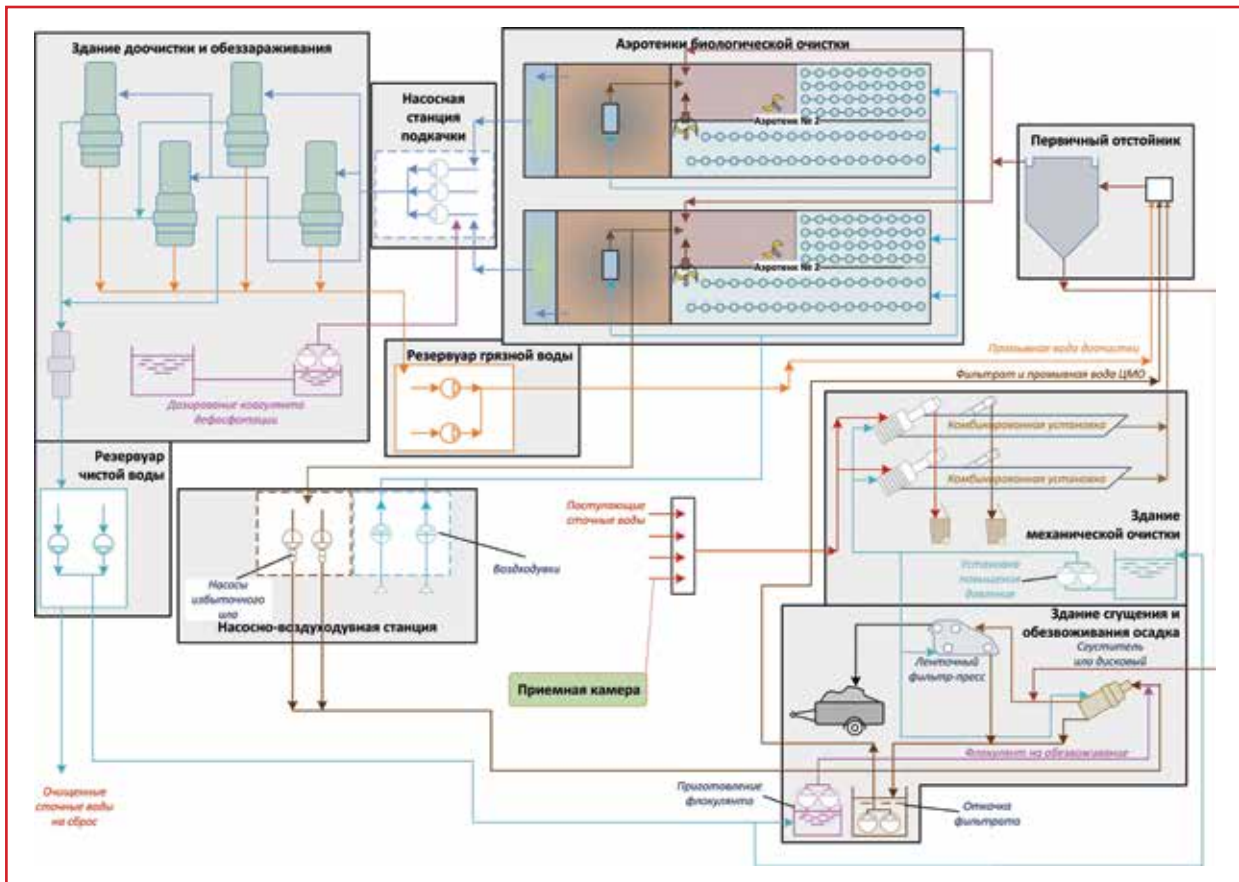 Здание доочистки и обеззараживания
Аэротенки биологической очистки
Насосная
станция
подкачки
Аэротенк № 2
Первичный отстойник
Аэротенк № 2
Резервуар грязной воды
Промывная вода доочистки
Фильтрат и промывная вода ЦМО
Дозирование коагулянта
дефосфотации
Комбинированная установка
Комбинированная установка
Резервуар
чистой воды
Поступающие
сточные воды
Здание
механической очистки
Воздходувки
Установка
повышения
давления
Насосы
избыточного
ила
Насосно-воздуходувная станция
Здание сгущения и
обезвоживания осадка
Сгуститель
ила дисковый
Ленточный
фильтр-пресс
Приемная камера
Флокулент на обезвоживание
Приготовление
флокулянта
Откачка
фильтрата
Очищенные
сточные воды
на сброс